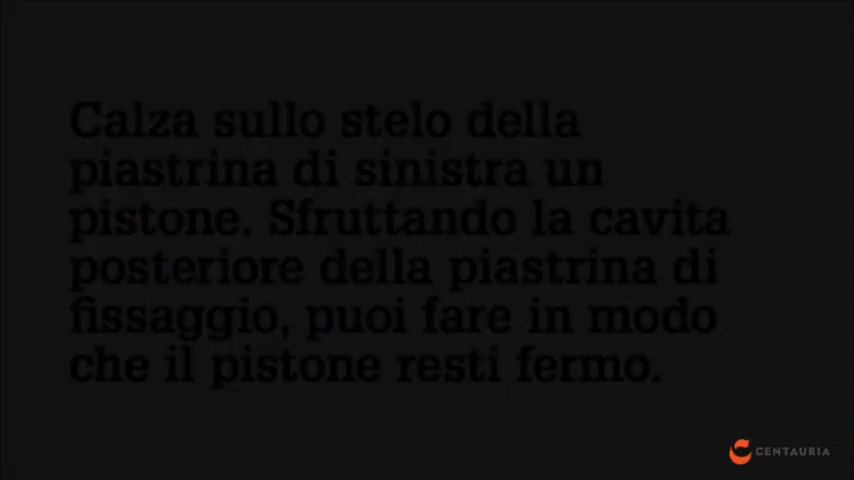 Calza sullo stelo della
piastrina di sinistra un
pistone. Sfruttando la cavita
posteriore della piastrina di
fissaggio, puoi fare in modo
che il pistone resti fermo.
CENTAURIA